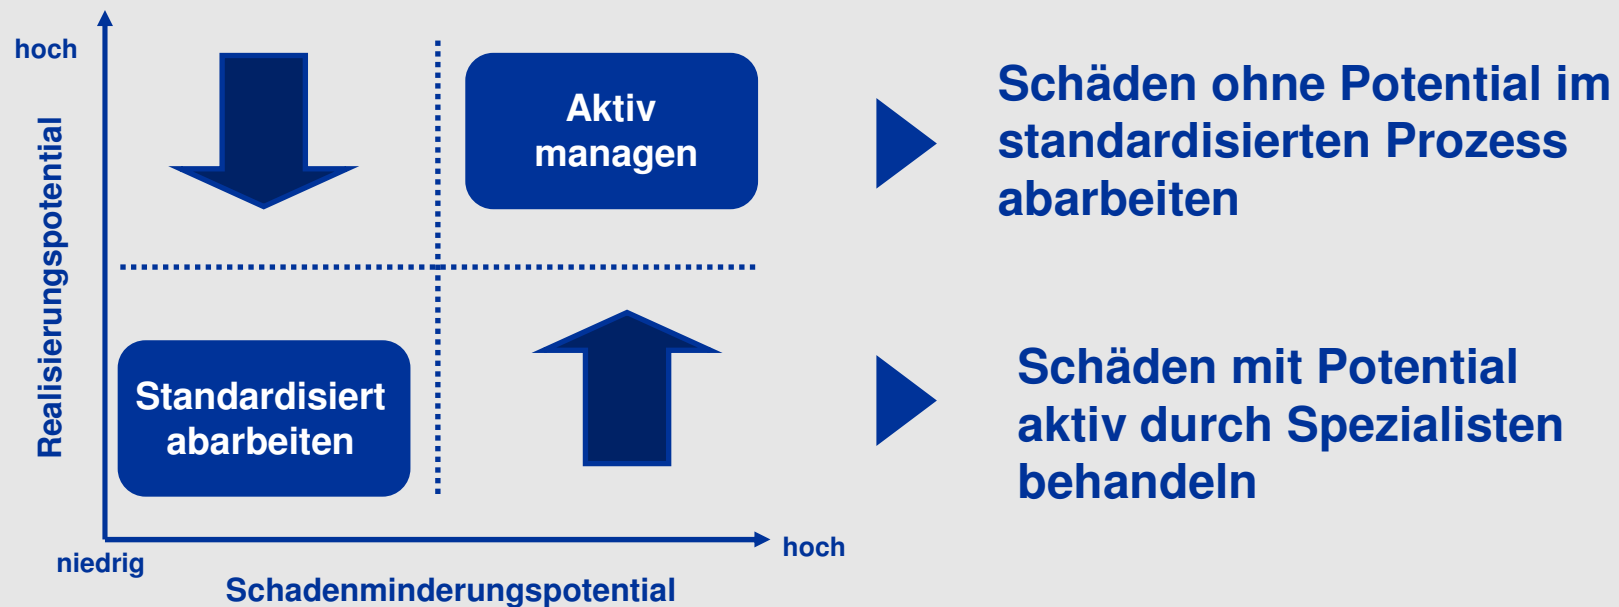 hoch
Realisierungspotential
Aktiv
managen
Standardisiert
abarbeiten
niedrig
hoch
Schadenminderungspotential
Schäden ohne Potential im
standardisierten Prozess
abarbeiten
Schäden mit Potential
aktiv durch Spezialisten
behandeln